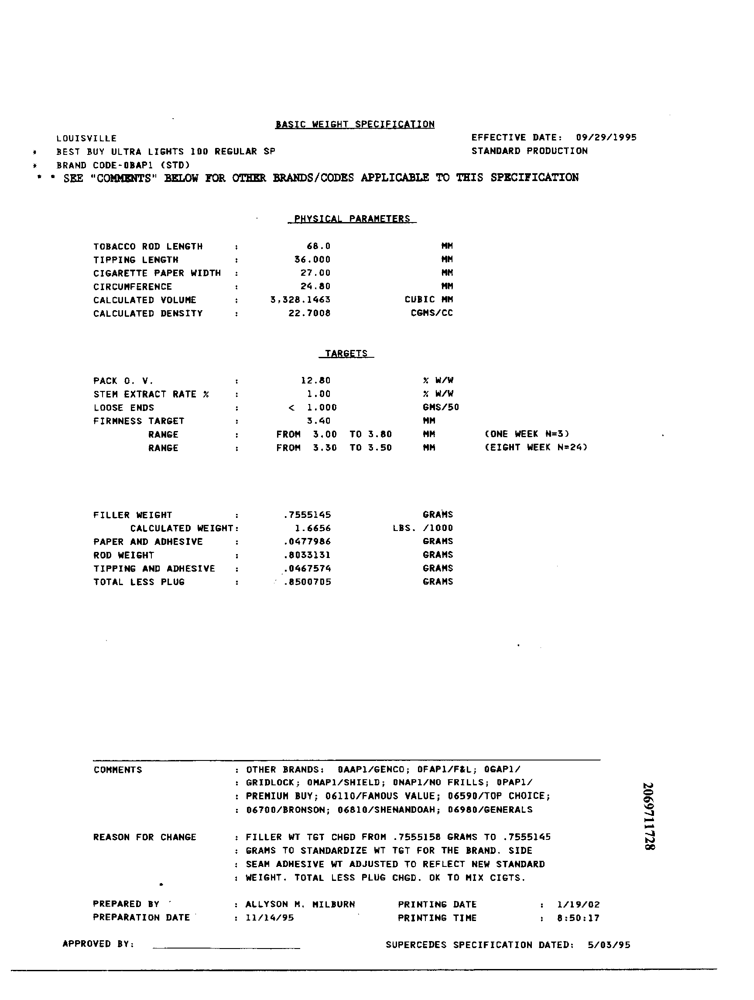 BASIC WEIGHT SPECIFICATION
LOUISVILLE EFFECTIVE DATE: 09/29/1995
* BEST BUY ULTRA LIGHTS 100 REGULAR SP STANDARD PRODUCTION
* BRAND CODE-0BAP1 (STD)
* * SEE "COMMENTS" BELOW FOR OTHER BRANDS/CODES APPLICABLE TO THIS SPECIFICATION
PHYSICAL PARAMETERS
TOBACCO ROD LENGTH : 68.0 MM
TIPPING LENGTH : 36.000 MM
CIGARETTE PAPER WIDTH : 27.00 MM
CIRCUMFERENCE : 24.80 MM
CALCULATED VOLUME : 3,328.1463 CUBIC MM
CALCULATED DENSITY : 22.7008 CGMS/CC
TARGETS
PACK O. V. : 12.80 % W/W
STEM EXTRACT RATE % : 1.00 % W/W
LOOSE ENDS : < 1.000 GMS/50
FIRMNESS TARGET : 3.40 MM
RANGE : FROM 3.00 TO 3.80 MM (ONE WEEK N=3)
RANGE : FROM 3.30 TO 3.50 MM (EIGHT WEEK N=24)
FILLER WEIGHT : .7555145 GRAMS
CALCULATED WEIGHT: 1.6656 LBS. /1000
PAPER AND ADHESIVE : .0477986 GRAMS
ROD WEIGHT : .8033131 GRAMS
TIPPING AND ADHESIVE : .0467574 GRAMS
TOTAL LESS PLUG : .8500705 GRAMS
COMMENTS : OTHER BRANDS: 0AAP1/GENCO; 0FAP1/F&L; 0GAP1/
: GRIDLOCK; 0MAP1/SHIELD; 0NAP1/NO FRILLS; 0PAP1/
: PREMIUM BUY; 06110/FAMOUS VALUE; 06590/TOP CHOICE;
: 06700/BRONSON; 06810/SHENANDOAH; 06980/GENERALS
REASON FOR CHANGE : FILLER WT TGT CHGD FROM .7555158 GRAMS TO .7555145
: GRAMS TO STANDARDIZE WT TGT FOR THE BRAND. SIDE
: SEAM ADHESIVE WT ADJUSTED TO REFLECT NEW STANDARD
: WEIGHT. TOTAL LESS PLUG CHGD. OK TO MIX CIGTS.
PREPARED BY : ALLYSON M. MILBURN PRINTING DATE : 1/19/02
PREPARATION DATE : 11/14/95 PRINTING TIME : 8:50:17
APPROVED BY: SUPERCEDES SPECIFICATION DATED: 5/03/95
2069711728